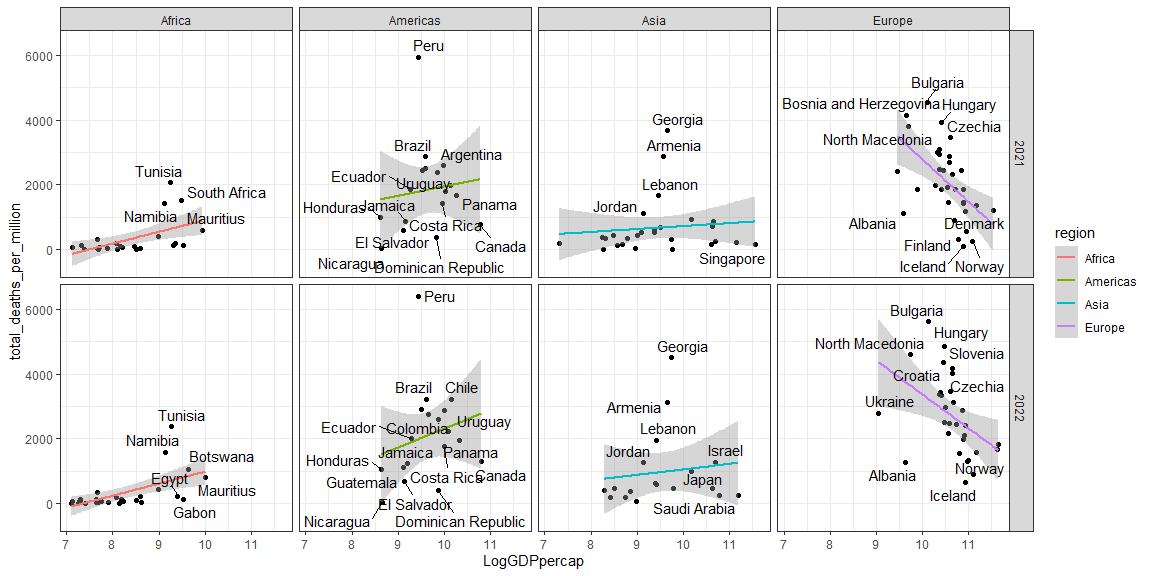 Africa
Americas
Asia
Europe
6000
4000
2000
0
Tunisia
South Africa
Namibia
Mauritius
Peru
Brazil
Argentina
Ecuador
Uruguay
Honduras
Jamaica
Panama
Costa Rica
El Salvador
Canada
Nicaragua
Dominican Republic
Georgia
Armenia
Lebanon
Jordan
Singapore
Bulgaria
Bosnia and Herzegovina
Hungary
Czechia
North Macedonia
Albania
Denmark
Finland
Iceland
Norway
2021
6000
4000
2000
0
Tunisia
Namibia
Botswana
Egypt
Mauritius
Gabon
Peru
Brazil
Chile
Ecuador
Colombia
Uruguay
Jamaica
Panama
Honduras
Guatemala
Costa Rica
Canada
El Salvador
Nicaragua
Dominican Republic
Georgia
Armenia
Lebanon
Jordan
Israel
Japan
Saudi Arabia
Bulgaria
Hungary
North Macedonia
Slovenia
Croatia
Czechia
Ukraine
Norway
Albania
Iceland
2022
7 8 9 10 11
7 8 9 10 11
7 8 9 10 11
7 8 9 10 11
LogGDPpercap
total_deaths_per_million
region
Africa
Americas
Asia
Europe